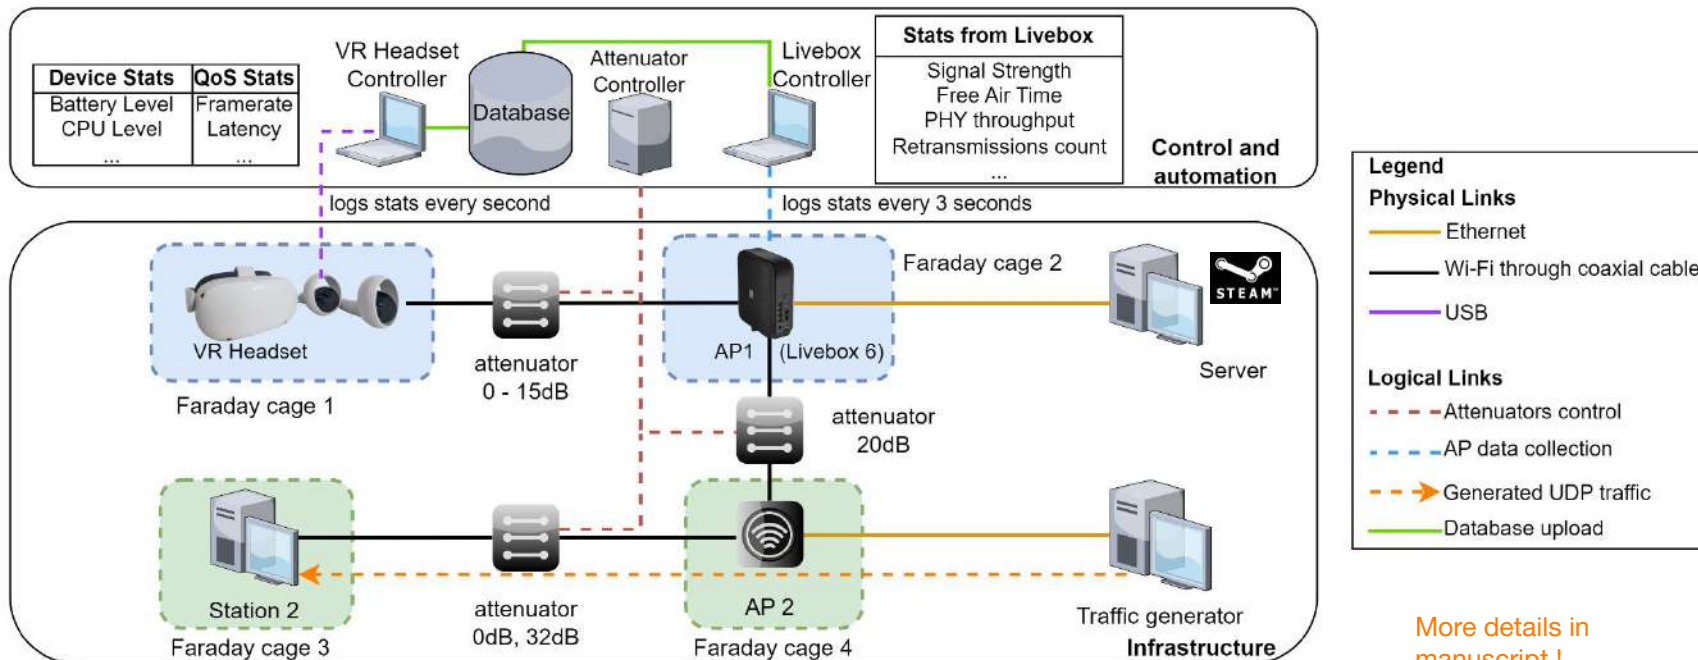 Device Stats
QoS Stats
Battery Level
CPU Level
...
Framerate
Latency
...
VR Headset
Controller
Database
Attenuator
Controller
Livebox
Controller
Stats from Livebox
Signal Strength
Free Air Time
PHY throughput
Retransmissions count
...
Control and
automation
logs stats every second
logs stats every 3 seconds
VR Headset
Faraday cage 1
attenuator
0 - 15dB
AP1 (Livebox 6)
Faraday cage 2
STEAM™
Server
attenuator
20dB
Station 2
Faraday cage 3
attenuator
0dB, 32dB
AP 2
Faraday cage 4
Traffic generator
Infrastructure
Legend
Physical Links
Ethernet
Wi-Fi through coaxial cable
USB
Logical Links
Attenuators control
AP data collection
Generated UDP traffic
Database upload
More details in
manuscript !